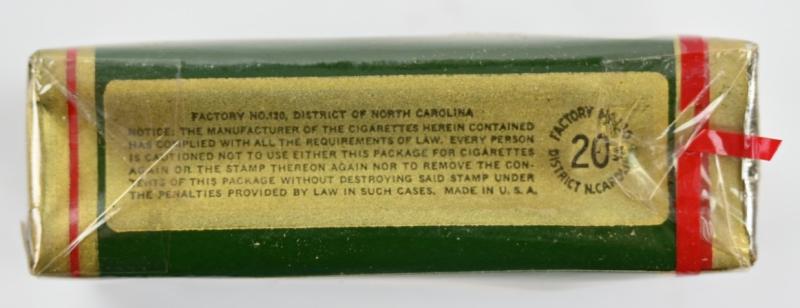 FACTORY NO. 120, DISTRICT OF NORTH CAROLINA
NOTICE: THE MANUFACTURER OF THE CIGARETTES HEREIN CONTAINED
HAS COMPLIED WITH ALL THE REQUIREMENTS OF LAW. EVERY PERSON
IS CAUTIONED NOT TO USE EITHER THIS PACKAGE FOR CIGARETTES
AGAIN OR THE STAMP THEREON AGAIN NOR TO REMOVE THE CON-
TENTS OF THIS PACKAGE WITHOUT DESTROYING SAID STAMP UNDER
THE PENALTIES PROVIDED BY LAW IN SUCH CASES. MADE IN U. S. A.
FACTORY
20
DISTRICT N. CAROLINA